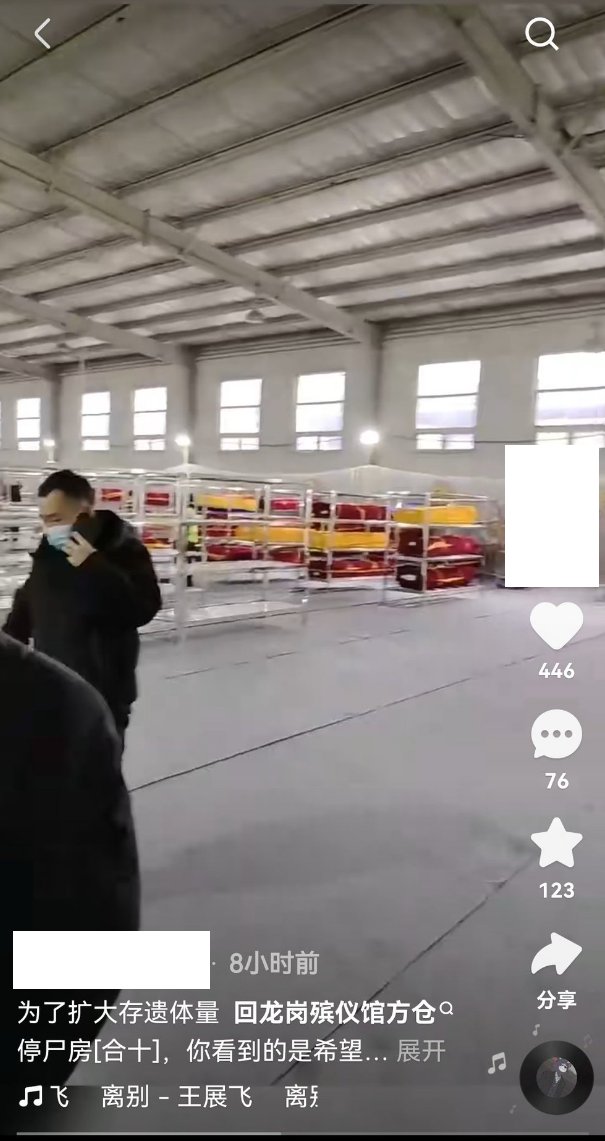 446
76
123
分享
· 8小时前
为了扩大存遗体量 回龙岗殡仪馆方仓
停尸房[合十]，你看到的是希望... 展开
飞 离别 - 王展飞 离别